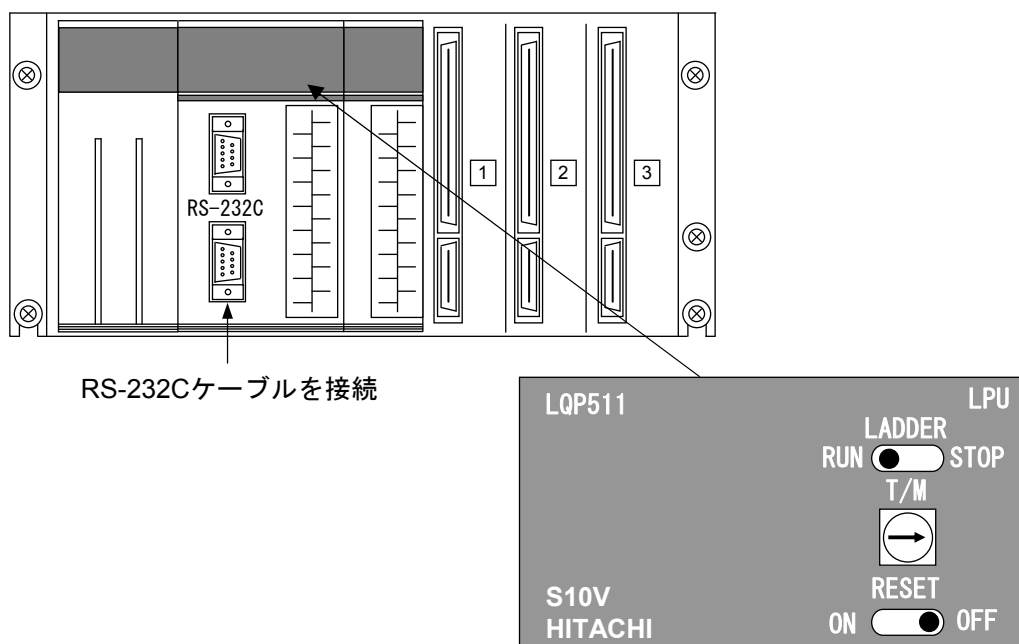 1
2
3
RS-232C
RS-232Cケーブルを接続
LQP511
LPU
LADDER
RUN
STOP
T/M
RESET
ON
OFF
S10V
HITACHI